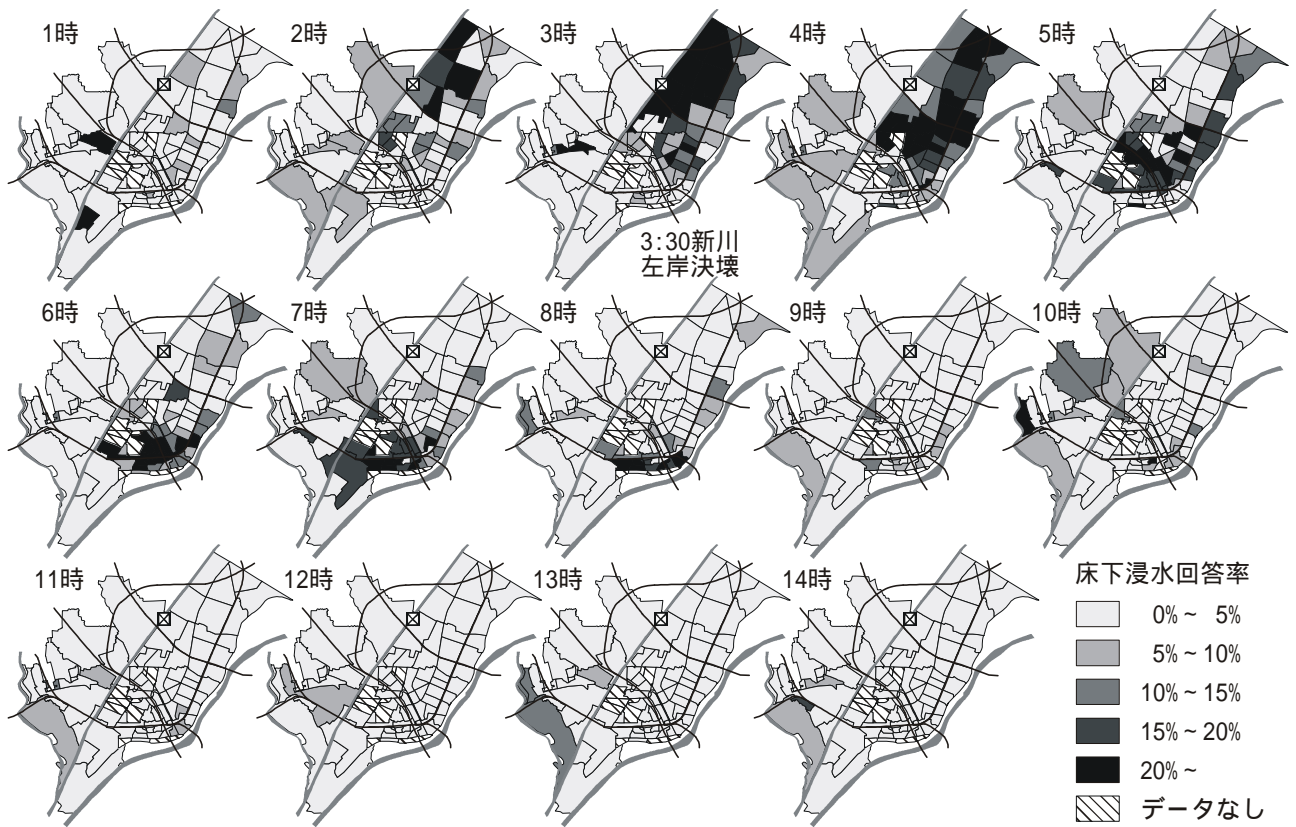 1時
2時
3時
4時
5時
3:30新川
左岸決壊
6時
7時
8時
9時
10時
11時
12時
13時
14時
床下浸水回答率
0%~ 5%
5%~10%
10%~15%
15%~20%
20%~
データなし